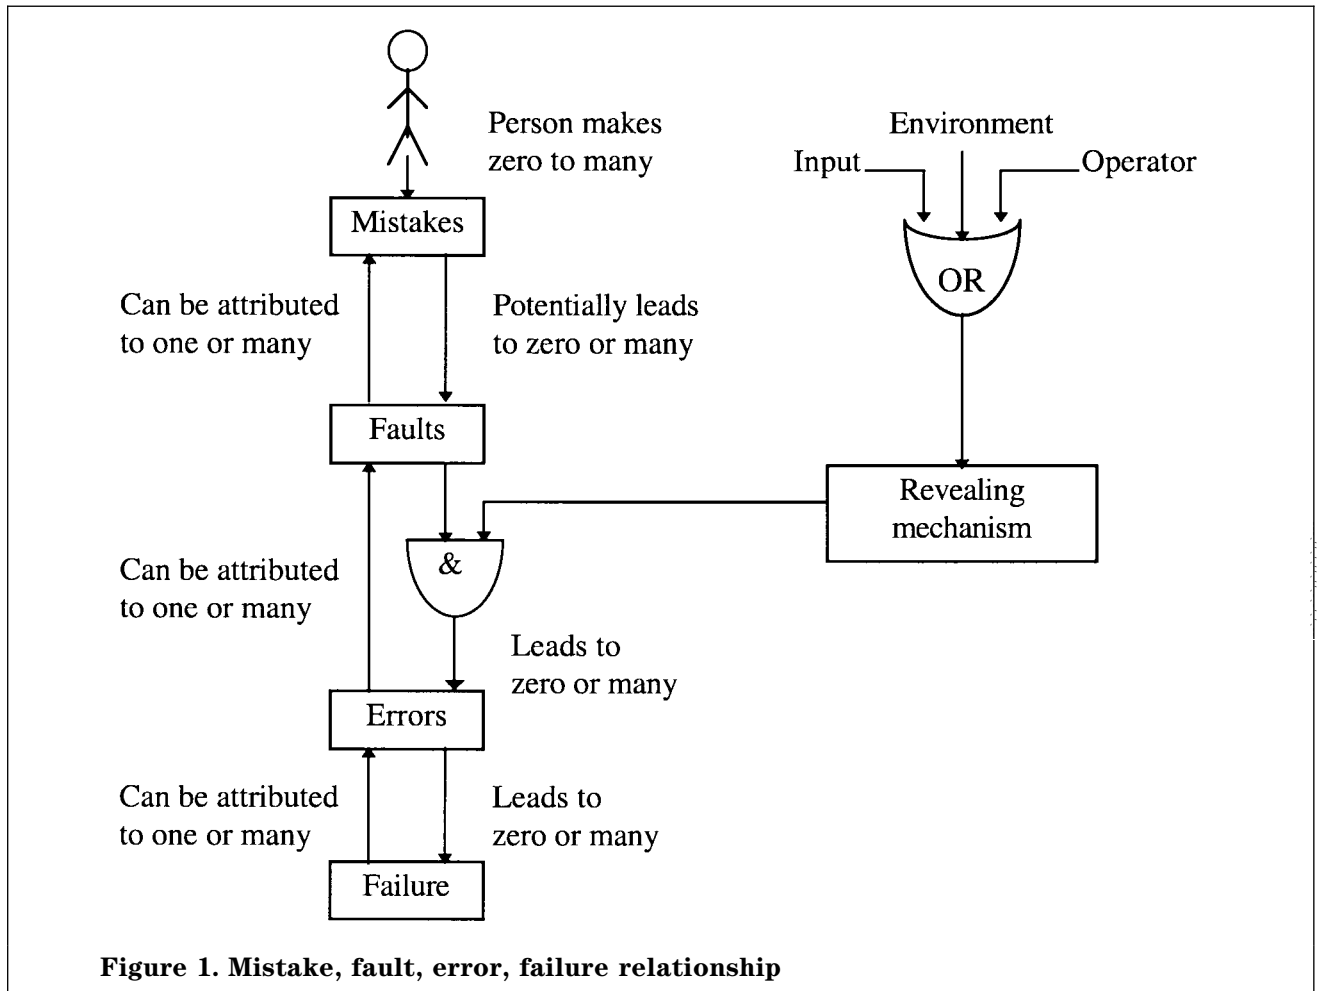 Person makes
zero to many
Environment
Input
Operator
Mistakes
OR
Can be attributed
to one or many
Potentially leads
to zero or many
Faults
Revealing
mechanism
&
Can be attributed
to one or many
Leads to
zero or many
Errors
Can be attributed
to one or many
Leads to
zero or many
Failure
Figure 1. Mistake, fault, error, failure relationship